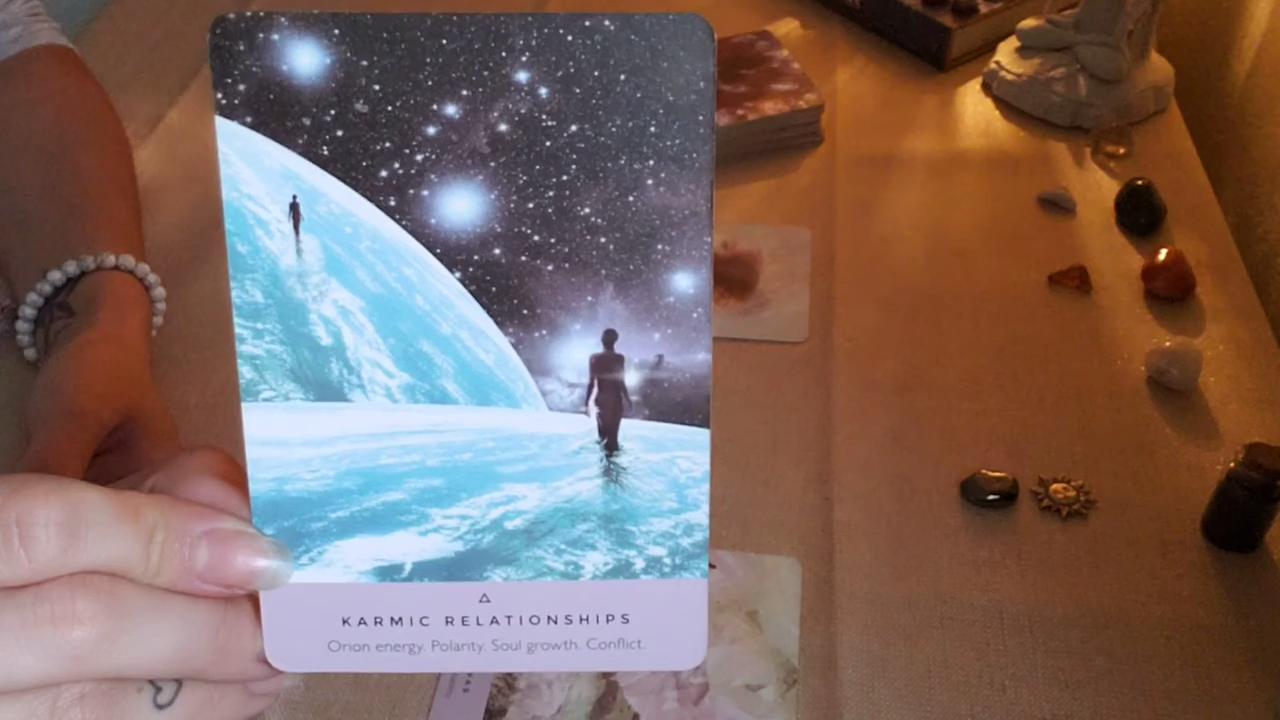 KARMIC RELATIONSHIPS
Orion energy. Polarity. Soul growth. Conflict.